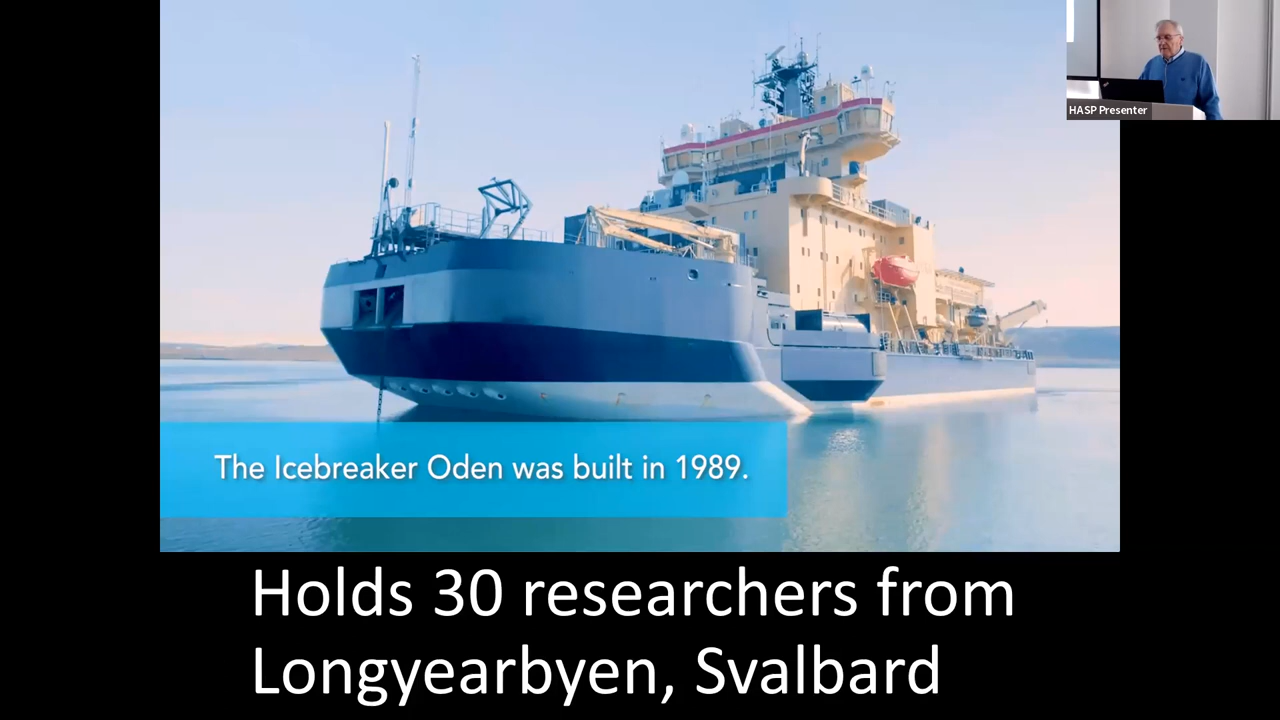 HASP Presenter
The Icebreaker Oden was built in 1989.
Holds 30 researchers from
Longyearbyen, Svalbard